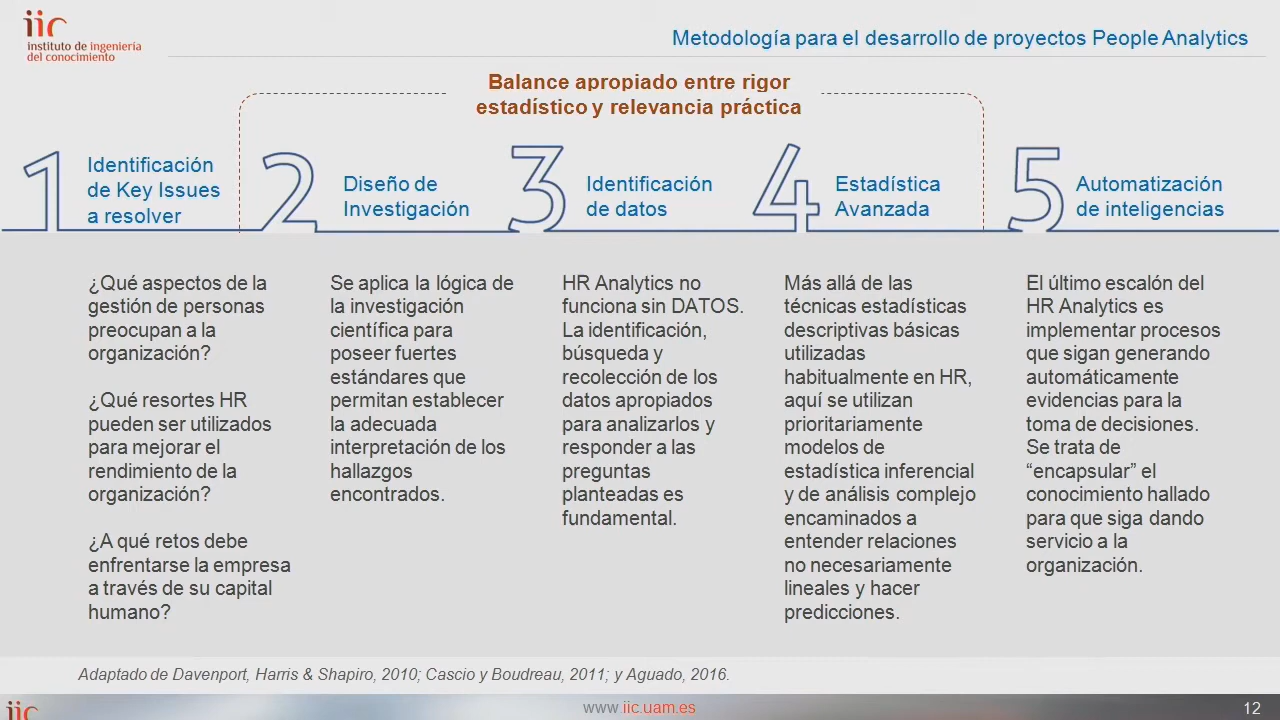 iic
instituto de ingeniería
del conocimiento
Metodología para el desarrollo de proyectos People Analytics
Balance apropiado entre rigor
estadístico y relevancia práctica
1
Identificación
de Key Issues
a resolver
2
Diseño de
Investigación
3
Identificación
de datos
4
Estadística
Avanzada
5
Automatización
de inteligencias
¿Qué aspectos de la
gestión de personas
preocupan a la
organización?
¿Qué resortes HR
pueden ser utilizados
para mejorar el
rendimiento de la
organización?
¿A qué retos debe
enfrentarse la empresa
a través de su capital
humano?
Se aplica la lógica de
la investigación
científica para
poseer fuertes
estándares que
permitan establecer
la adecuada
interpretación de los
hallazgos
encontrados.
HR Analytics no
funciona sin DATOS.
La identificación,
búsqueda y
recolección de los
datos apropiados
para analizarlos y
responder a las
preguntas
planteadas es
fundamental.
Más allá de las
técnicas estadísticas
descriptivas básicas
utilizadas
habitualmente en HR,
aquí se utilizan
prioritariamente
modelos de
estadística inferencial
y de análisis complejo
encaminados a
entender relaciones
no necesariamente
lineales y hacer
predicciones.
El último escalón del
HR Analytics es
implementar procesos
que sigan generando
automáticamente
evidencias para la
toma de decisiones.
Se trata de
“encapsular” el
conocimiento hallado
para que siga dando
servicio a la
organización.
Adaptado de Davenport, Harris & Shapiro, 2010; Cascio y Boudreau, 2011; y Aguado, 2016.
iic
www.iic.uam.es
12